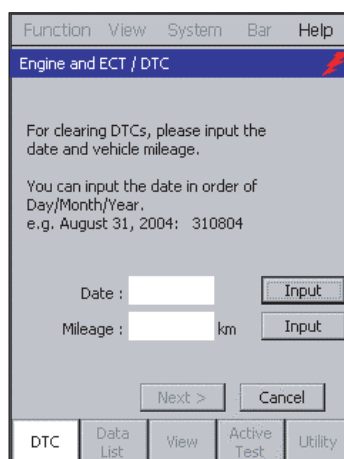 Function View System Bar Help
Engine and ECT / DTC
For clearing DTCs, please input the
date and vehicle mileage.
You can input the date in order of
Day/Month/Year.
e.g. August 31, 2004: 310804
Date : Input
Mileage : km Input
Next > Cancel
DTC Data List View Active Test Utility